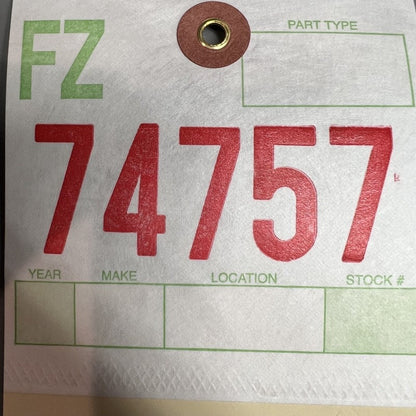 FZ
PART TYPE
74757
YEAR MAKE LOCATION STOCK #